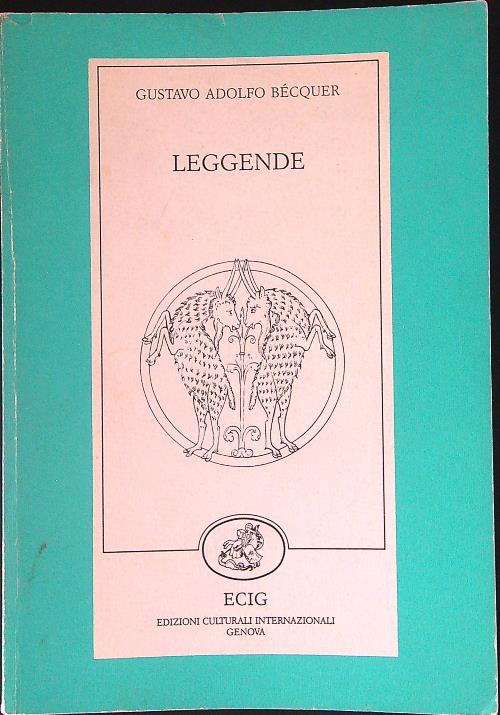 GUSTAVO ADOLFO BÉCQUER
LEGGENDE
ECIG
EDIZIONI CULTURALI INTERNAZIONALI
GENOVA